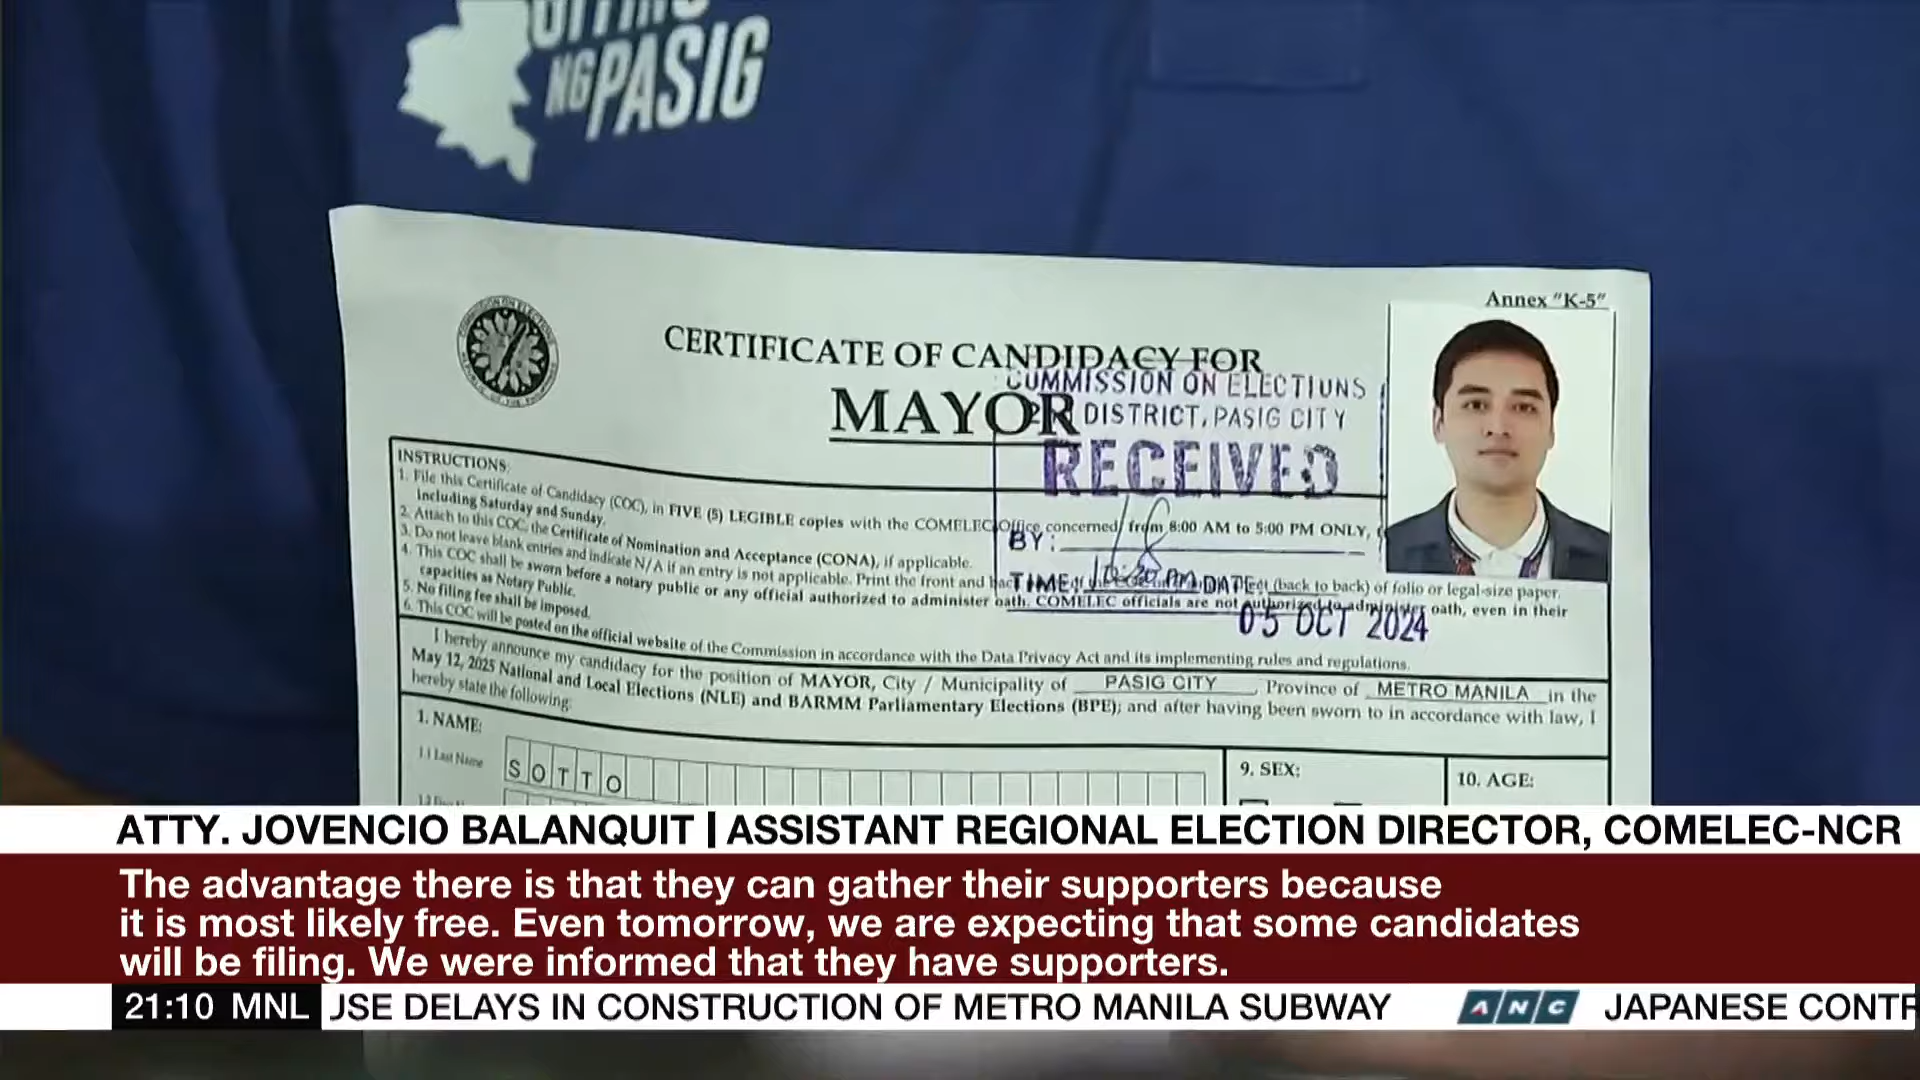 NG PASIG
Annex "K-5"
CERTIFICATE OF CANDIDACY FOR
MAYOR
COMMISSION ON ELECTIONS
DISTRICT, PASIG CITY
RECEIVED
BY:
TIME: DATE:
05 OCT 2024
INSTRUCTIONS:
1. File this Certificate of Candidacy (COC), in FIVE (5) LEGIBLE copies with the COMELEC Office concerned, from 8:00 AM to 5:00 PM ONLY,
including Saturday and Sunday.
2. Attach to this COC, the Certificate of Nomination and Acceptance (CONA), if applicable.
3. Do not leave blank entries and indicate N/A if an entry is not applicable. Print the front and (back to back) of folio or legal-size paper.
4. This COC shall be sworn before a notary public or any official authorized to administer oath. COMELEC officials are not authorized to administer oath, even in their
capacities as Notary Public.
5. No filing fee shall be imposed.
6. This COC will be posted on the official website of the Commission in accordance with the Data Privacy Act and its implementing rules and regulations.
I hereby announce my candidacy for the position of MAYOR, City / Municipality of PASIG CITY, Province of METRO MANILA in the
May 12, 2025 National and Local Elections (NLE) and BARMM Parliamentary Elections (BPE); and after having been sworn to in accordance with law, I
hereby state the following:
1. NAME:
1.1 Last Name
SOTTO
9. SEX:
10. AGE:
ATTY. JOVENCIO BALANQUIT | ASSISTANT REGIONAL ELECTION DIRECTOR, COMELEC-NCR
The advantage there is that they can gather their supporters because
it is most likely free. Even tomorrow, we are expecting that some candidates
will be filing. We were informed that they have supporters.
21:10 MNL JSE DELAYS IN CONSTRUCTION OF METRO MANILA SUBWAY ANC JAPANESE CONTR